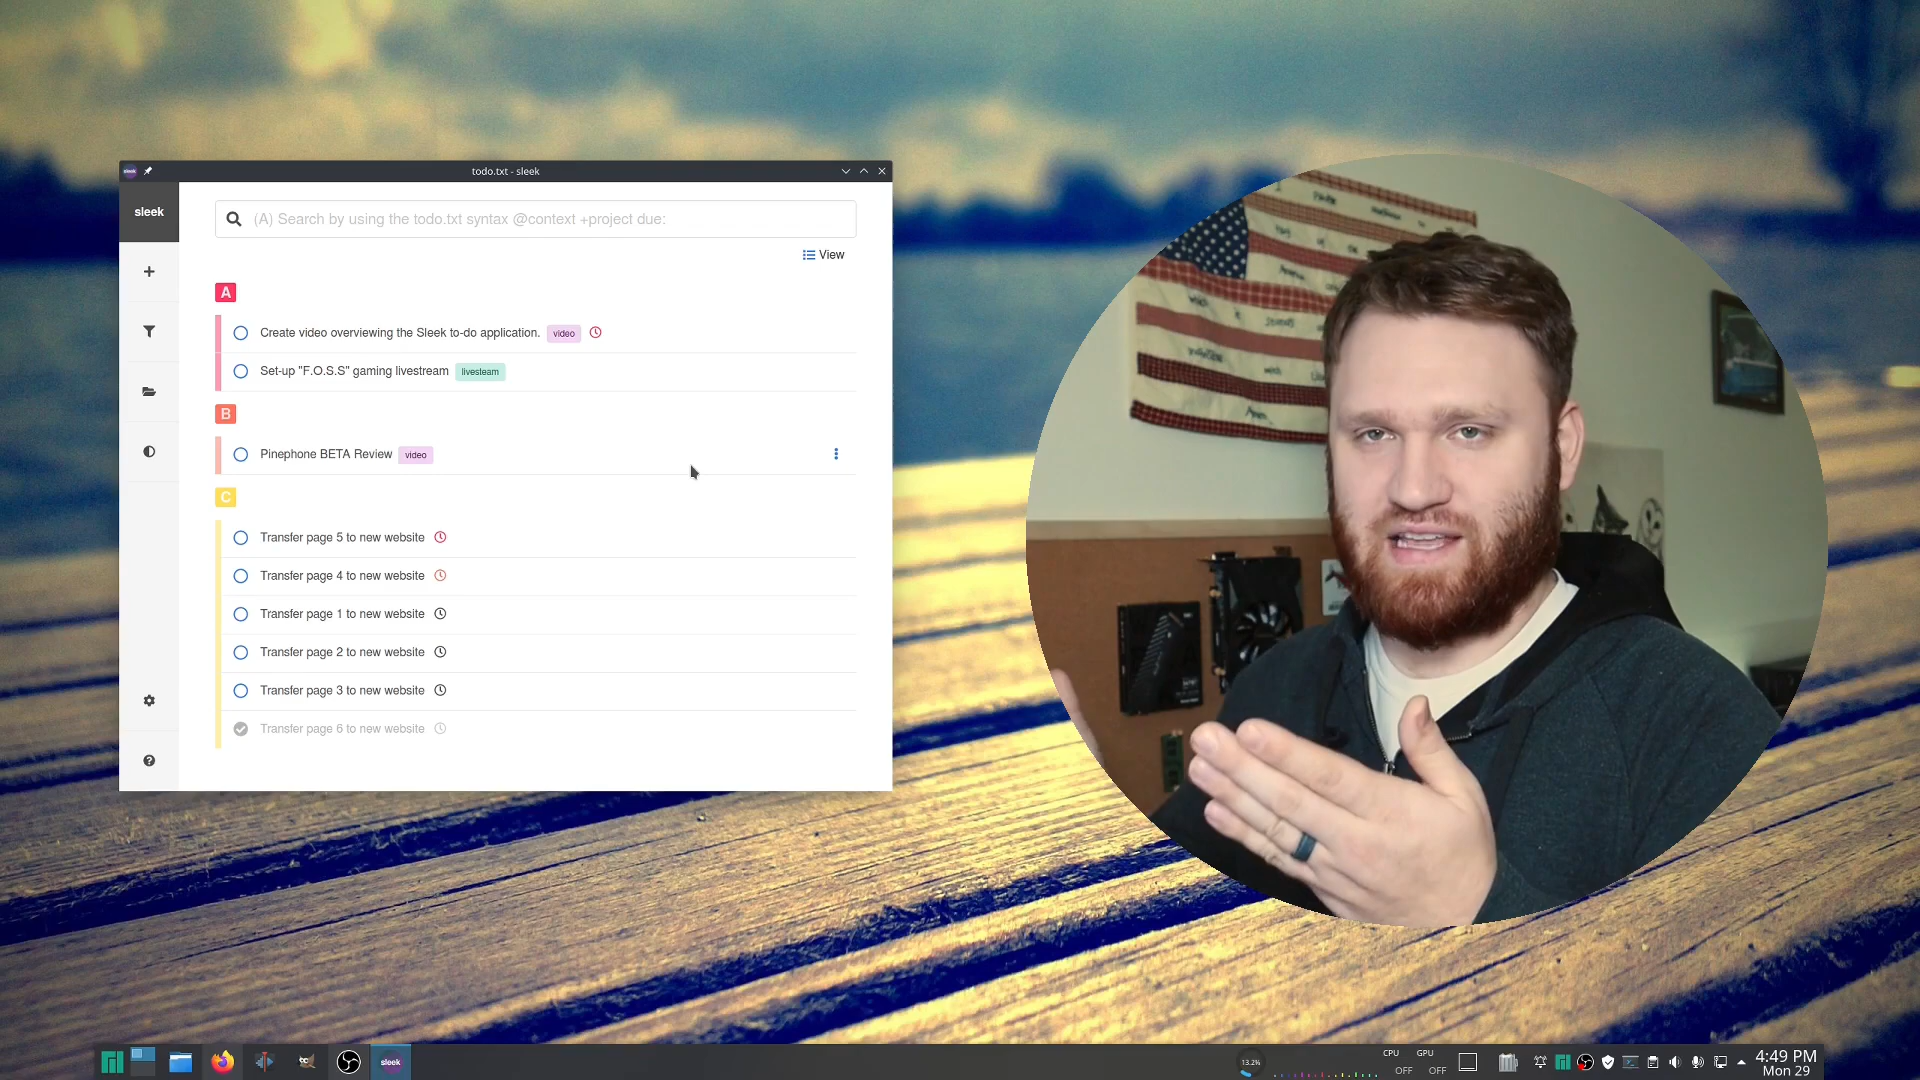 todo.txt - sleek
sleek
(A) Search by using the todo.txt syntax @context +project due:
View
A
Create video overviewing the Sleek to-do application. video
Set-up "F.O.S.S" gaming livestream livesteam
B
Pinephone BETA Review video
C
Transfer page 5 to new website
Transfer page 4 to new website
Transfer page 1 to new website
Transfer page 2 to new website
Transfer page 3 to new website
Transfer page 6 to new website
sleek
13.2%
CPU GPU
OFF OFF
4:49 PM
Mon 29